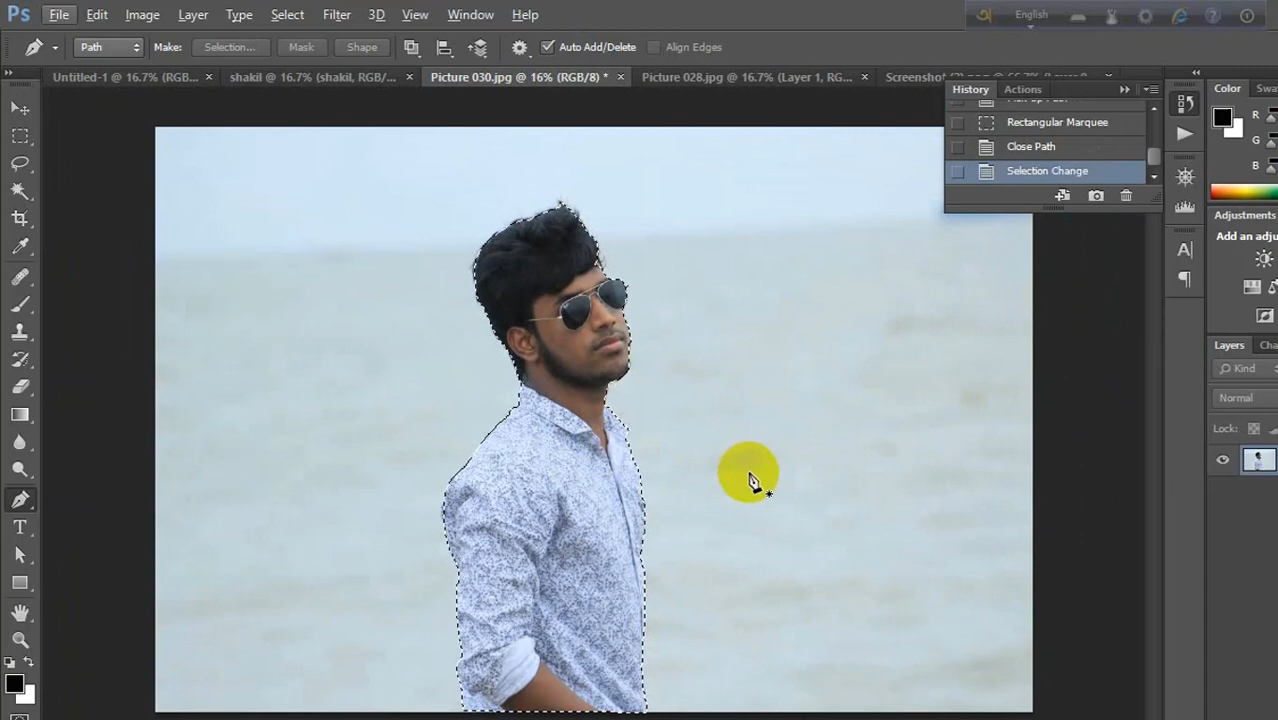 Ps File Edit Image Layer Type Select Filter 3D View Window Help
English
Path Make: Selection... Mask Shape Auto Add/Delete Align Edges
Untitled-1 @ 16.7% (RGB... × shakil @ 16.7% (shakil, RGB/... × Picture 030.jpg @ 16% (RGB/8) * × Picture 028.jpg @ 16.7% (Layer 1, RG... ×
History Actions
Rectangular Marquee
Close Path
Selection Change
Color
R
G
B
Adjustments
Add an adju
Layers
Kind
Normal
Lock:
T
A